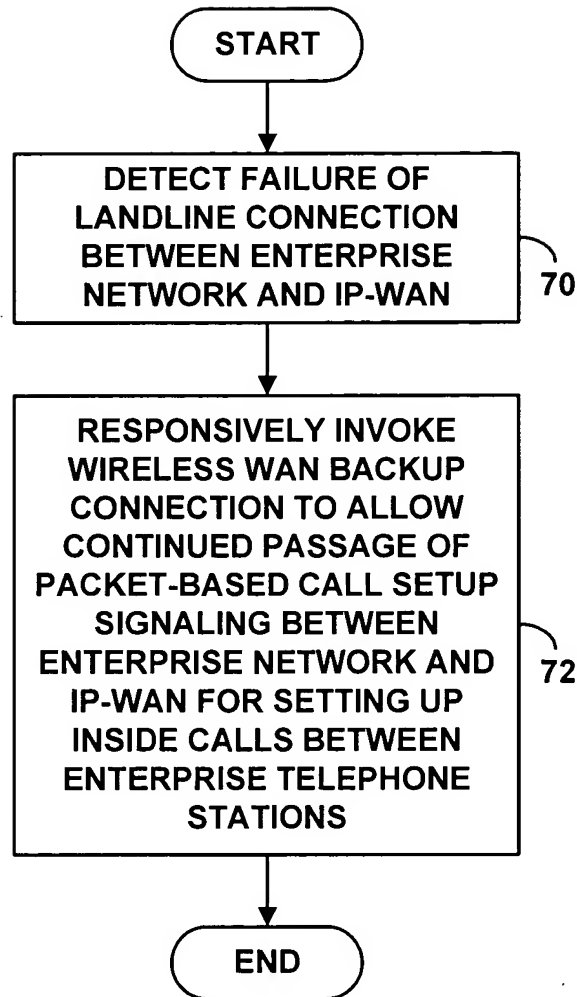 START
DETECT FAILURE OF
LANDLINE CONNECTION
BETWEEN ENTERPRISE
NETWORK AND IP-WAN
70
RESPONSIVELY INVOKE
WIRELESS WAN BACKUP
CONNECTION TO ALLOW
CONTINUED PASSAGE OF
PACKET-BASED CALL SETUP
SIGNALING BETWEEN
ENTERPRISE NETWORK AND
IP-WAN FOR SETTING UP
INSIDE CALLS BETWEEN
ENTERPRISE TELEPHONE
STATIONS
72
END